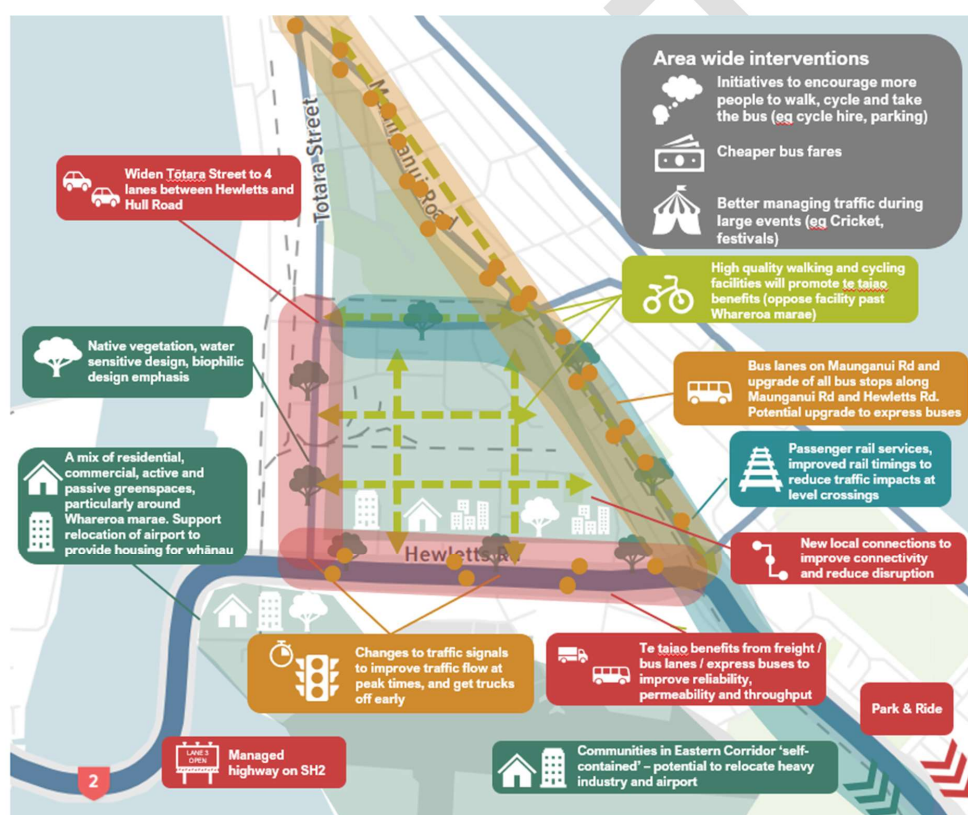 Area wide interventions
Initiatives to encourage more
people to walk, cycle and take
the bus (eg cycle hire, parking)
Cheaper bus fares
Better managing traffic during
large events (eg Cricket,
festivals)
Totara Street
Maunganui Road
Widen Tōtara Street to 4
lanes between Hewletts and
Hull Road
High quality walking and cycling
facilities will promote te taiao
benefits (oppose facility past
Whareroa marae)
Native vegetation, water
sensitive design, biophilic
design emphasis
Bus lanes on Maunganui Rd and
upgrade of all bus stops along
Maunganui Rd and Hewletts Rd.
Potential upgrade to express buses
A mix of residential,
commercial, active and
passive greenspaces,
particularly around
Whareroa marae. Support
relocation of airport to
provide housing for whānau
Passenger rail services,
improved rail timings to
reduce traffic impacts at
level crossings
Hewletts R
New local connections to
improve connectivity
and reduce disruption
Changes to traffic signals
to improve traffic flow at
peak times, and get trucks
off early
Te taiao benefits from freight /
bus lanes / express buses to
improve reliability,
permeability and throughput
Park & Ride
LANE 3
OPEN
Managed
highway on SH2
Communities in Eastern Corridor ‘self-
contained’ – potential to relocate heavy
industry and airport
2